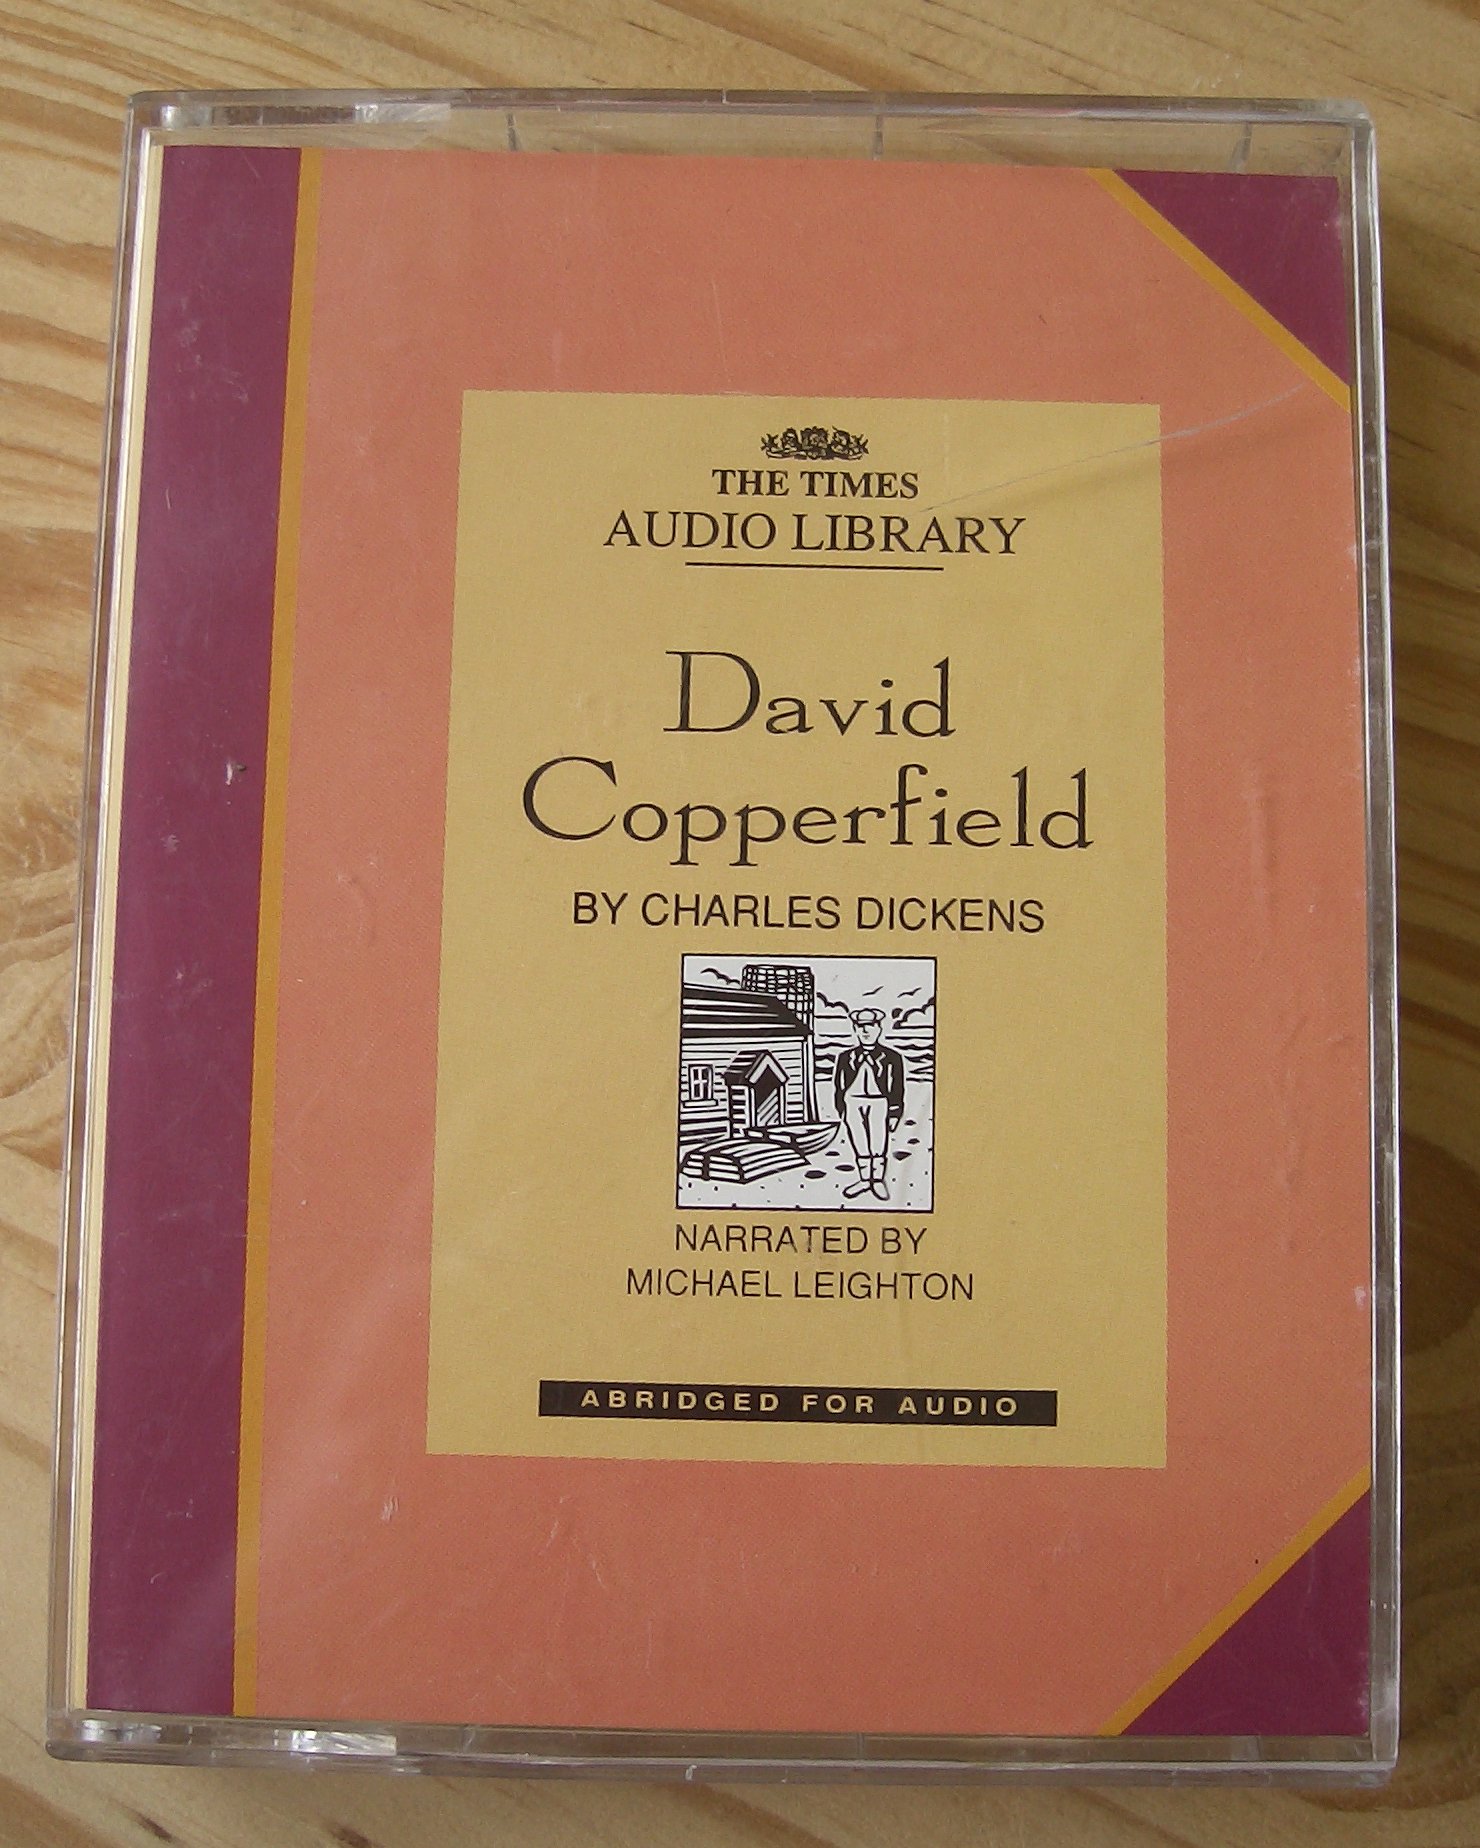 THE TIMES
AUDIO LIBRARY
David
Copperfield
BY CHARLES DICKENS
NARRATED BY
MICHAEL LEIGHTON
ABRIDGED FOR AUDIO